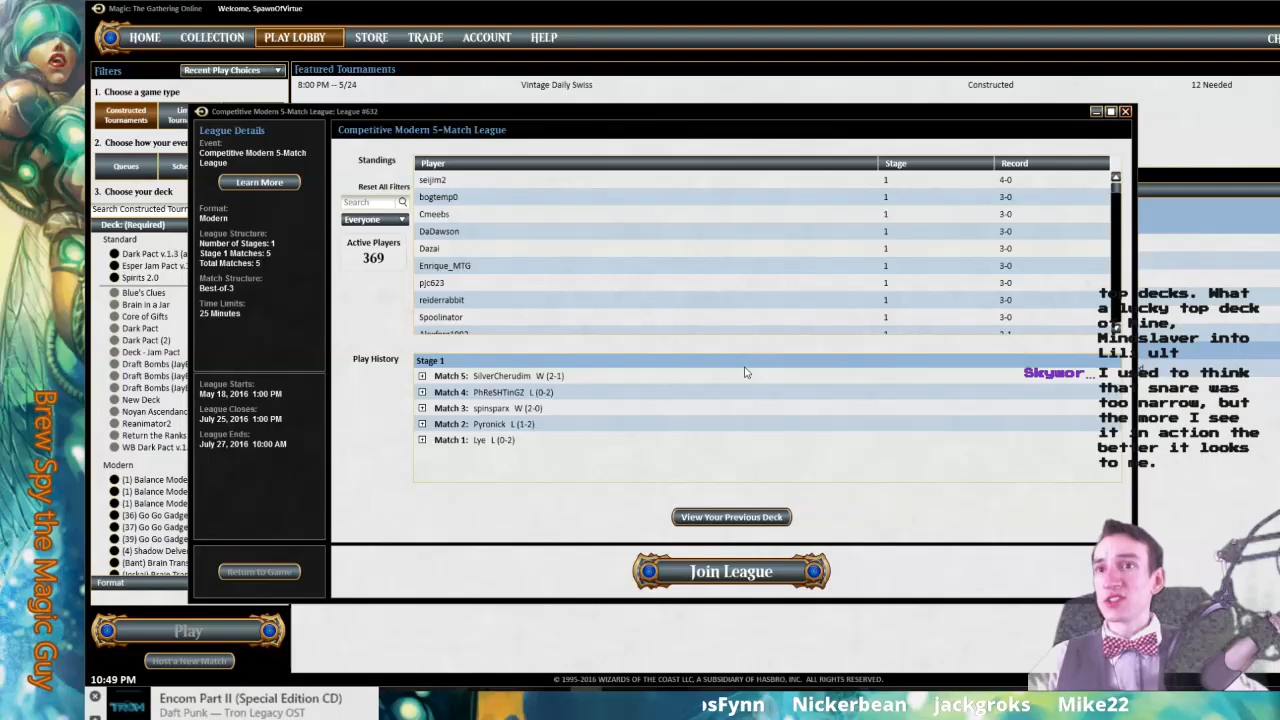 Magic: The Gathering Online Welcome, SpawnOfVirtue
HOME COLLECTION PLAY LOBBY STORE TRADE ACCOUNT HELP
Filters Recent Play Choices
Featured Tournaments
8:00 PM -- 5/24 Vintage Daily Swiss Constructed 12 Needed
1. Choose a game type
Constructed
Tournaments
2. Choose how your
Queues
3. Choose your deck
Search Constructed Tourn
Deck: (Required)
Standard
Dark Pact v.1.3 (a
Esper Jam Pact v.
Spirits 2.0
Blue's Clues
Brain in a Jar
Core of Gifts
Dark Pact
Dark Pact (2)
Deck - Jam Pact
Draft Bombs (Jay
Draft Bombs (Jay
Draft Bombs (Jay
New Deck
Noyan Ascendanc
Reanimator2
Return the Ranks
WB Dark Pact v.1.
Modern
(1) Balance Mode
(1) Balance Mode
(1) Balance Mode
(36) Go Go Gadge
(37) Go Go Gadge
(39) Go Go Gadge
(4) Shadow Delve
(Bant) Brain Trans
Format
Play
Host a New Match
10:49 PM
Competitive Modern 5-Match League: League #632
League Details
Event:
Competitive Modern 5-Match
League
Learn More
Format:
Modern
League Structure:
Number of Stages: 1
Stage 1 Matches: 5
Total Matches: 5
Match Structure:
Best-of-3
Time Limits:
25 Minutes
League Starts:
May 18, 2016 1:00 PM
League Closes:
July 25, 2016 1:00 PM
League Ends:
July 27, 2016 10:00 AM
Return to Game
Competitive Modern 5-Match League
Standings
Reset All Filters
Search
Everyone
Active Players
369
Player Stage Record
seijim2 1 4-0
bogtemp0 1 3-0
Cmeebs 1 3-0
DaDawson 1 3-0
Dazai 1 3-0
Enrique_MTG 1 3-0
pjc623 1 3-0
reiderrabbit 1 3-0
Spoolinator 1 3-0
Play History
Stage 1
Match 5: SilverCherudim W (2-1)
Match 4: PhReSHTinGZ L (0-2)
Match 3: spinsparx W (2-0)
Match 2: Pyronick L (1-2)
Match 1: Lye L (0-2)
View Your Previous Deck
Join League
top decks. What
a lucky top deck
of mine,
Mindslaver into
Lili ult
Skywor... I used to think
that snare was
too narrow, but
the more I see
it in action the
better it looks
to me.
Brew Spy the Magic Guy
© 1995-2016 WIZARDS OF THE COAST LLC, A SUBSIDIARY OF HASBRO, INC. ALL RIGHTS RESERVED.
TRON
Encom Part II (Special Edition CD)
Daft Punk — Tron Legacy OST
osFynn Nickerbean jackgroks Mike22